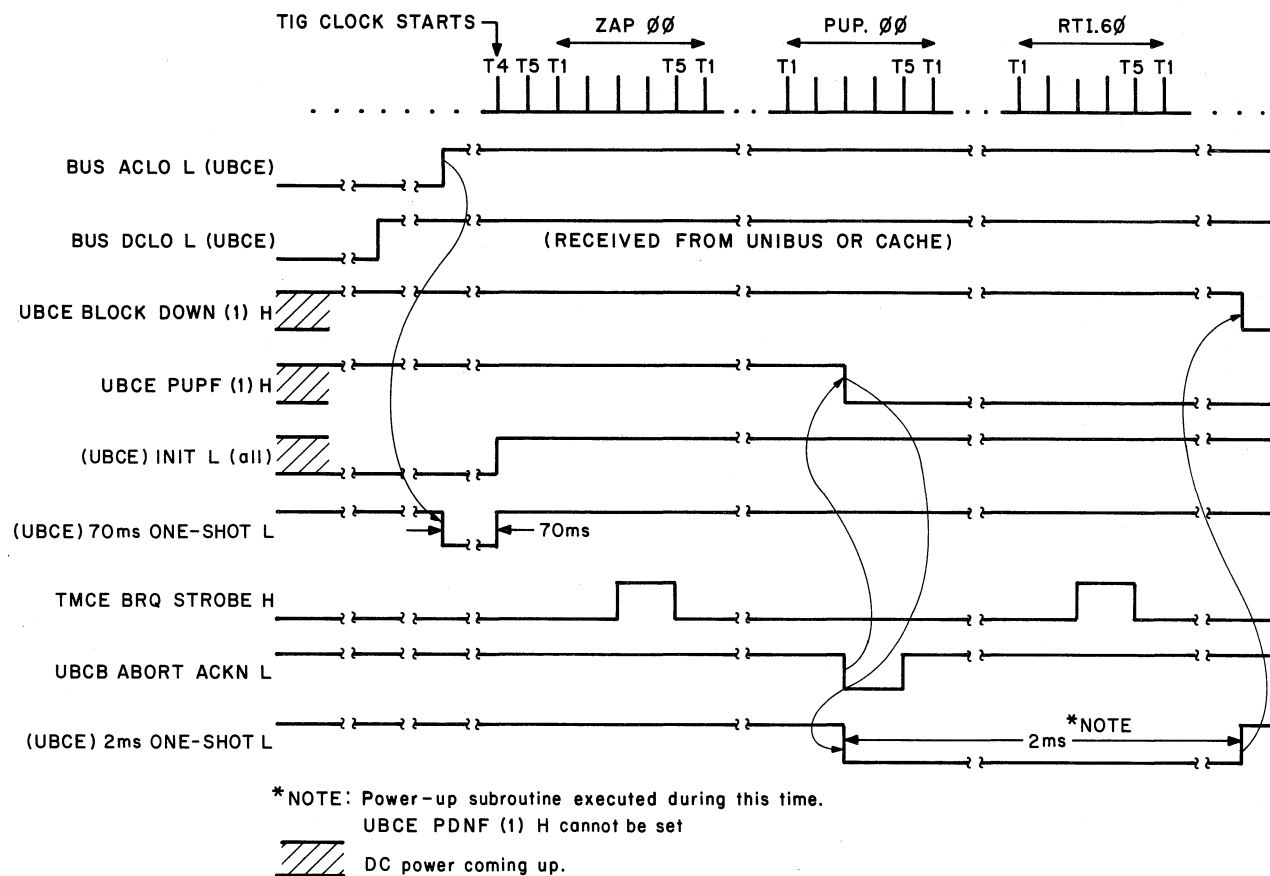 TIG CLOCK STARTS
ZAP ØØ
PUP. ØØ
RTI.6Ø
T4 T5 T1 T5 T1 T1 T5 T1 T1 T5 T1
BUS ACLO L (UBCE)
BUS DCLO L (UBCE)
(RECEIVED FROM UNIBUS OR CACHE)
UBCE BLOCK DOWN (1) H
UBCE PUPF (1) H
(UBCE) INIT L (all)
(UBCE) 70ms ONE-SHOT L
70ms
TMCE BRQ STROBE H
UBCB ABORT ACKN L
(UBCE) 2ms ONE-SHOT L
*NOTE
2ms
*NOTE: Power-up subroutine executed during this time.
UBCE PDNF (1) H cannot be set
DC power coming up.